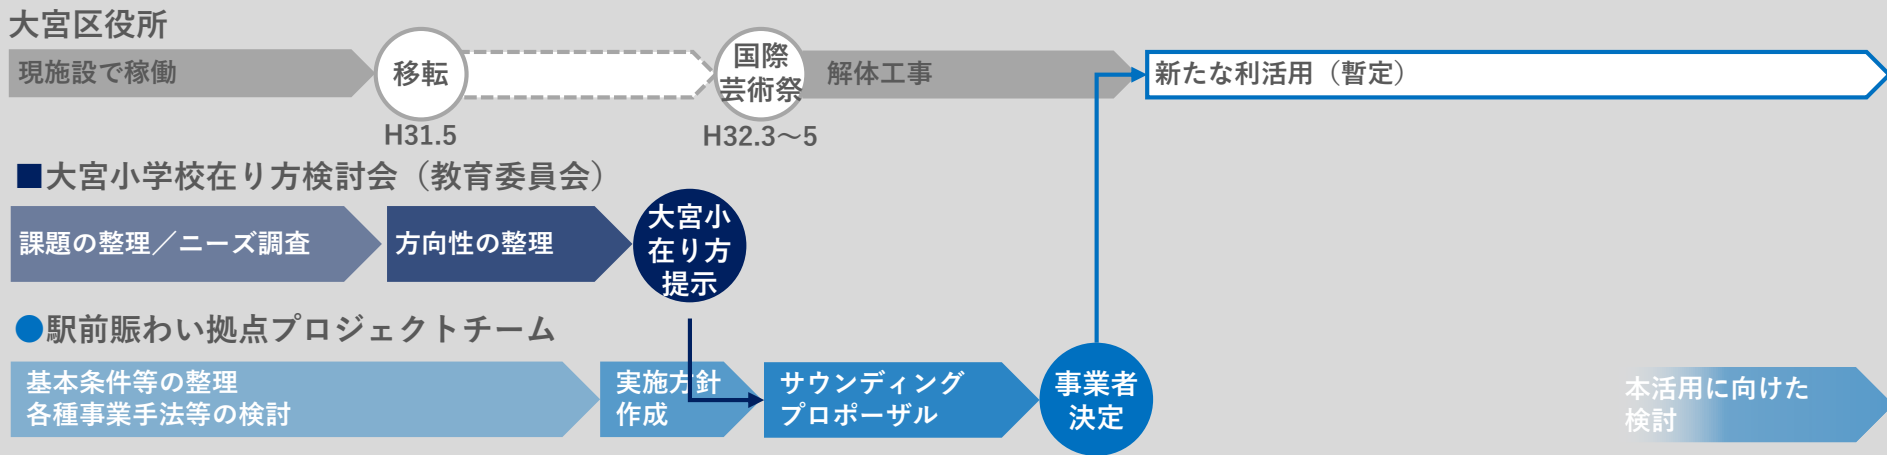 大宮区役所
現施設で稼働
移転
国際
芸術祭
解体工事
新たな利活用（暫定）
H31.5
H32.3～5
■大宮小学校在り方検討会（教育委員会）
課題の整理／ニーズ調査
方向性の整理
大宮小
在り方
提示
●駅前賑わい拠点プロジェクトチーム
基本条件等の整理
各種事業手法等の検討
実施方針
作成
サウンディング
プロポーザル
事業者
決定
本活用に向けた
検討